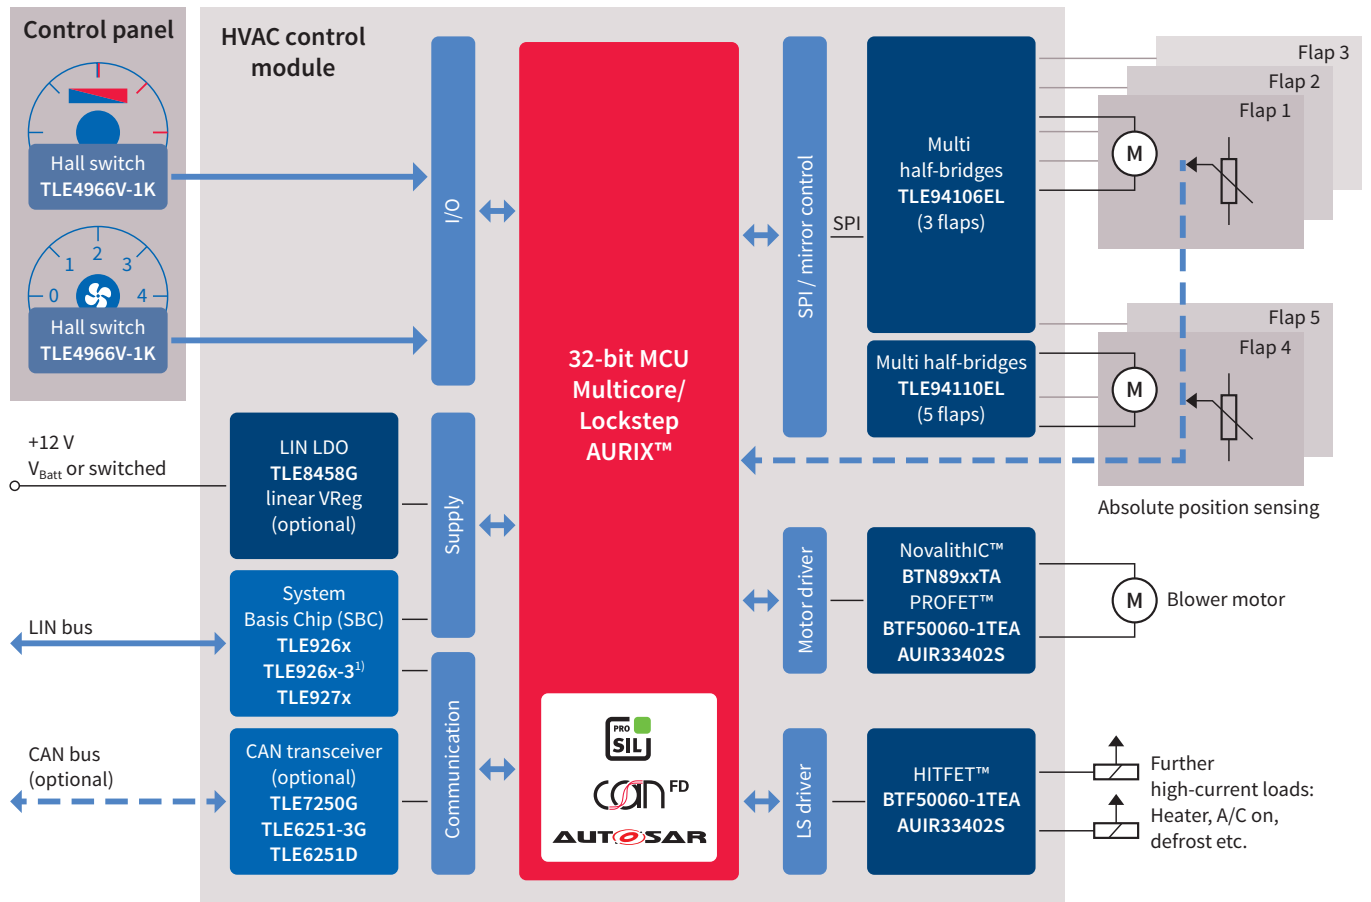 Control panel
Hall switch
TLE4966V-1K
0
1
2
3
4
Hall switch
TLE4966V-1K
+12 V
VBatt or switched
LIN bus
CAN bus
(optional)
HVAC control
module
I/O
LIN LDO
TLE8458G
linear VReg
(optional)
Supply
System
Basis Chip (SBC)
TLE926x
TLE926x-3¹⁾
TLE927x
CAN transceiver
(optional)
TLE7250G
TLE6251-3G
TLE6251D
Communication
32-bit MCU
Multicore/
Lockstep
AURIX™
PRO
SIL
CAN FD
AUTOSAR
SPI / mirror control
SPI
Multi
half-bridges
TLE94106EL
(3 flaps)
Multi half-bridges
TLE94110EL
(5 flaps)
Flap 3
Flap 2
Flap 1
M
Flap 5
Flap 4
M
Absolute position sensing
Motor driver
NovalithIC™
BTN89xxTA
PROFET™
BTF50060-1TEA
AUIR33402S
M
Blower motor
LS driver
HITFET™
BTF50060-1TEA
AUIR33402S
Further
high-current loads:
Heater, A/C on,
defrost etc.